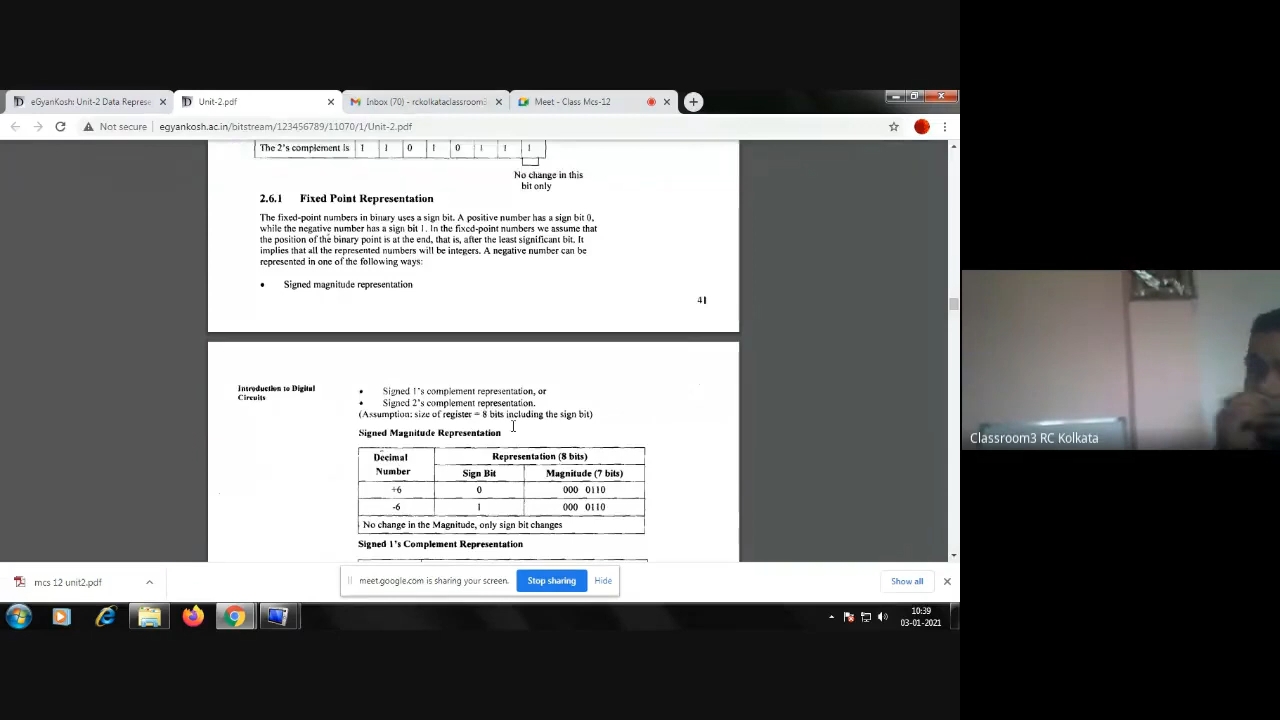 eGyanKosh: Unit-2 Data Represe
Unit-2.pdf
Inbox (70) - rckolkataclassroom3
Meet - Class Mcs-12
Not secure
egyankosh.ac.in/bitstream/123456789/11070/1/Unit-2.pdf
The 2's complement is 1 1 0 1 0 1 1 1
No change in this
bit only
2.6.1 Fixed Point Representation
The fixed-point numbers in binary uses a sign bit. A positive number has a sign bit 0,
while the negative number has a sign bit 1. In the fixed-point numbers we assume that
the position of the binary point is at the end, that is, after the least significant bit. It
implies that all the represented numbers will be integers. A negative number can be
represented in one of the following ways:
• Signed magnitude representation
41
Introduction to Digital
Circuits
• Signed 1's complement representation, or
• Signed 2's complement representation.
(Assumption: size of register = 8 bits including the sign bit)
Signed Magnitude Representation
Decimal
Number
Representation (8 bits)
Sign Bit Magnitude (7 bits)
+6 0 000 0110
-6 1 000 0110
No change in the Magnitude, only sign bit changes
Signed 1's Complement Representation
Classroom3 RC Kolkata
meet.google.com is sharing your screen.
Stop sharing
Hide
mcs 12 unit2.pdf
Show all
10:39
03-01-2021